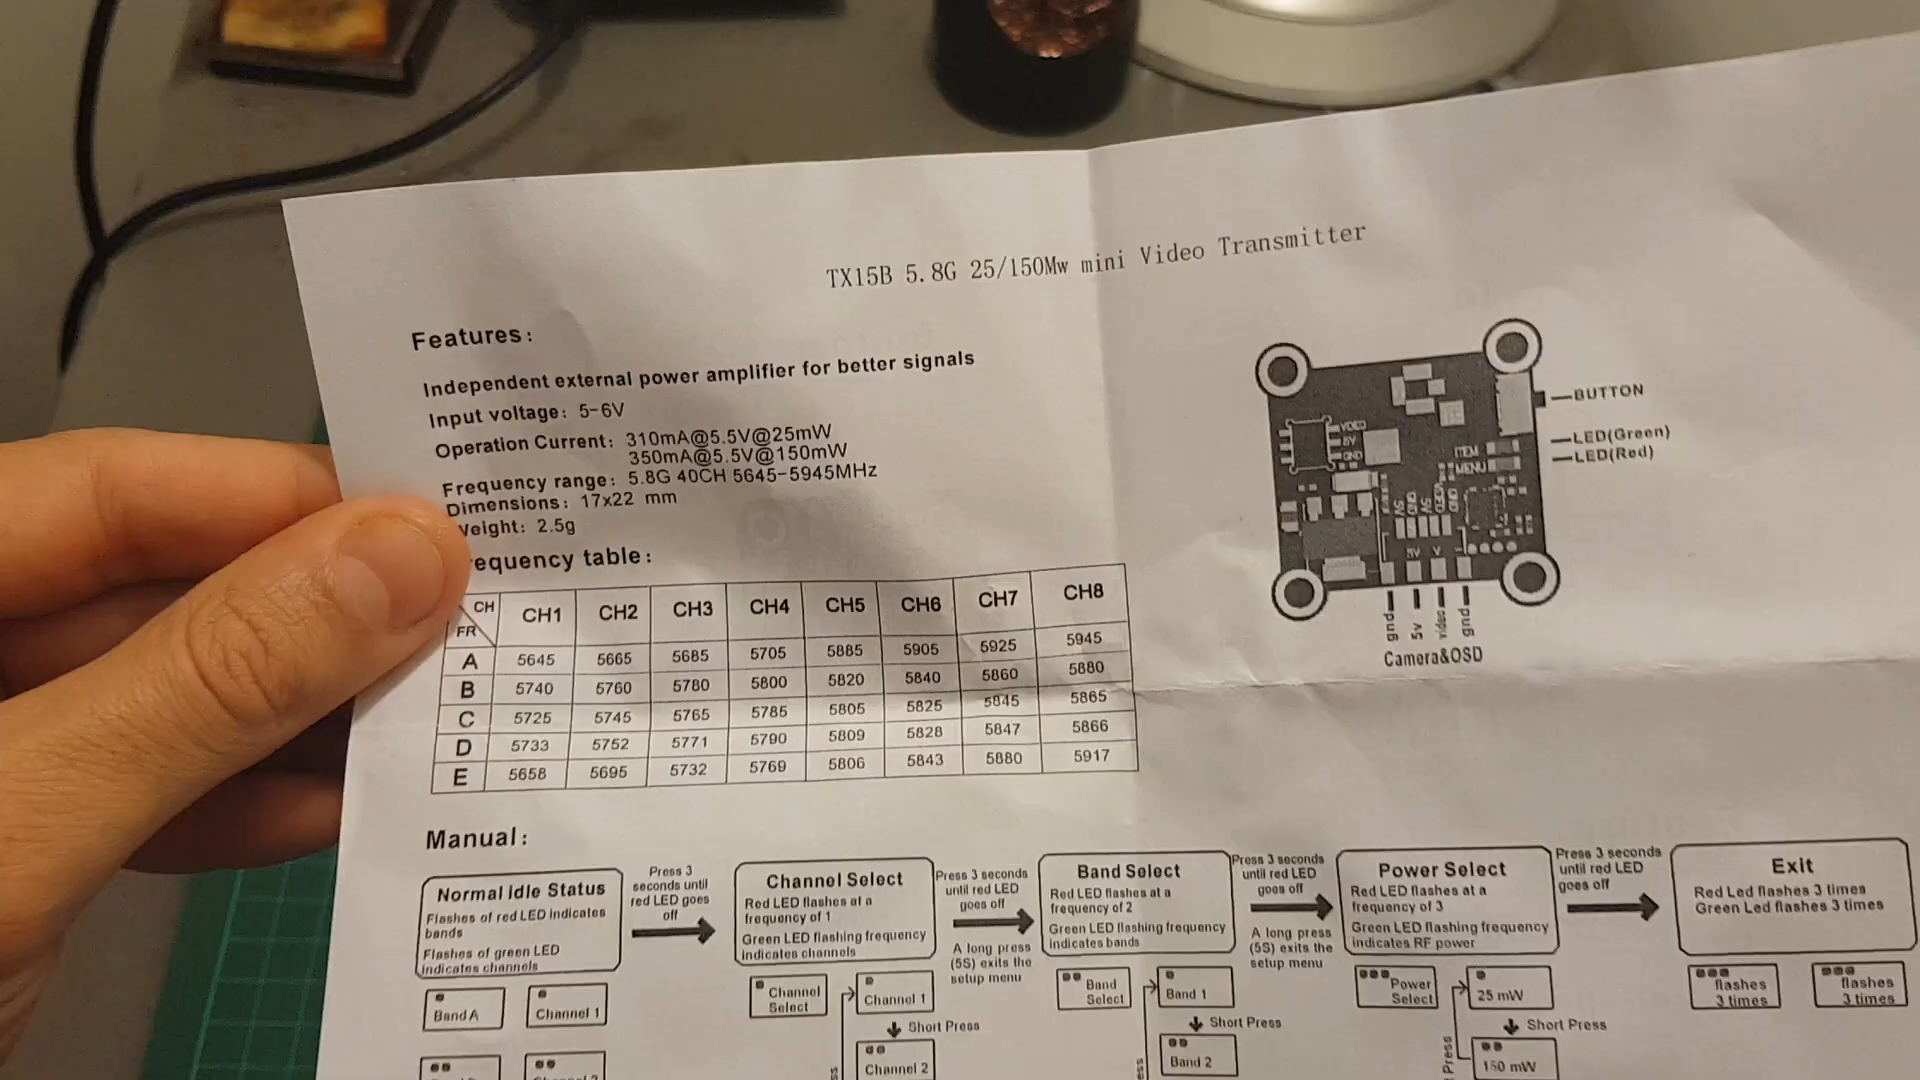 TX15B 5.8G 25/150Mw mini Video Transmitter
Features:
Independent external power amplifier for better signals
Input voltage: 5-6V
Operation Current: 310mA@5.5V@25mW
350mA@5.5V@150mW
Frequency range: 5.8G 40CH 5645-5945MHz
Dimensions: 17x22 mm
Weight: 2.5g
equency table:
CH CH1 CH2 CH3 CH4 CH5 CH6 CH7 CH8
FR
A 5645 5665 5685 5705 5885 5905 5925 5945
B 5740 5760 5780 5800 5820 5840 5860 5880
C 5725 5745 5765 5785 5805 5825 5845 5865
D 5733 5752 5771 5790 5809 5828 5847 5866
E 5658 5695 5732 5769 5806 5843 5880 5917
BUTTON
LED(Green)
LED(Red)
VIDEO
5V
GND
ITEM
MENU
5V V
gnd 5v video gnd
Camera&OSD
Manual:
Normal Idle Status
Flashes of red LED indicates
bands
Flashes of green LED
indicates channels
Press 3
seconds until
red LED goes
off
Channel Select
Red LED flashes at a
frequency of 1
Green LED flashing frequency
indicates channels
Press 3 seconds
until red LED
goes off
A long press
(5S) exits the
setup menu
Band Select
Red LED flashes at a
frequency of 2
Green LED flashing frequency
indicates bands
Press 3 seconds
until red LED
goes off
A long press
(5S) exits the
setup menu
Power Select
Red LED flashes at a
frequency of 3
Green LED flashing frequency
indicates RF power
Press 3 seconds
until red LED
goes off
Exit
Red Led flashes 3 times
Green Led flashes 3 times
Band A
Channel 1
Channel
Select
Channel 1
Short Press
Channel 2
Band
Select
Band 1
Short Press
Band 2
Power
Select
25 mW
Short Press
150 mW
Press
flashes
3 times
flashes
3 times